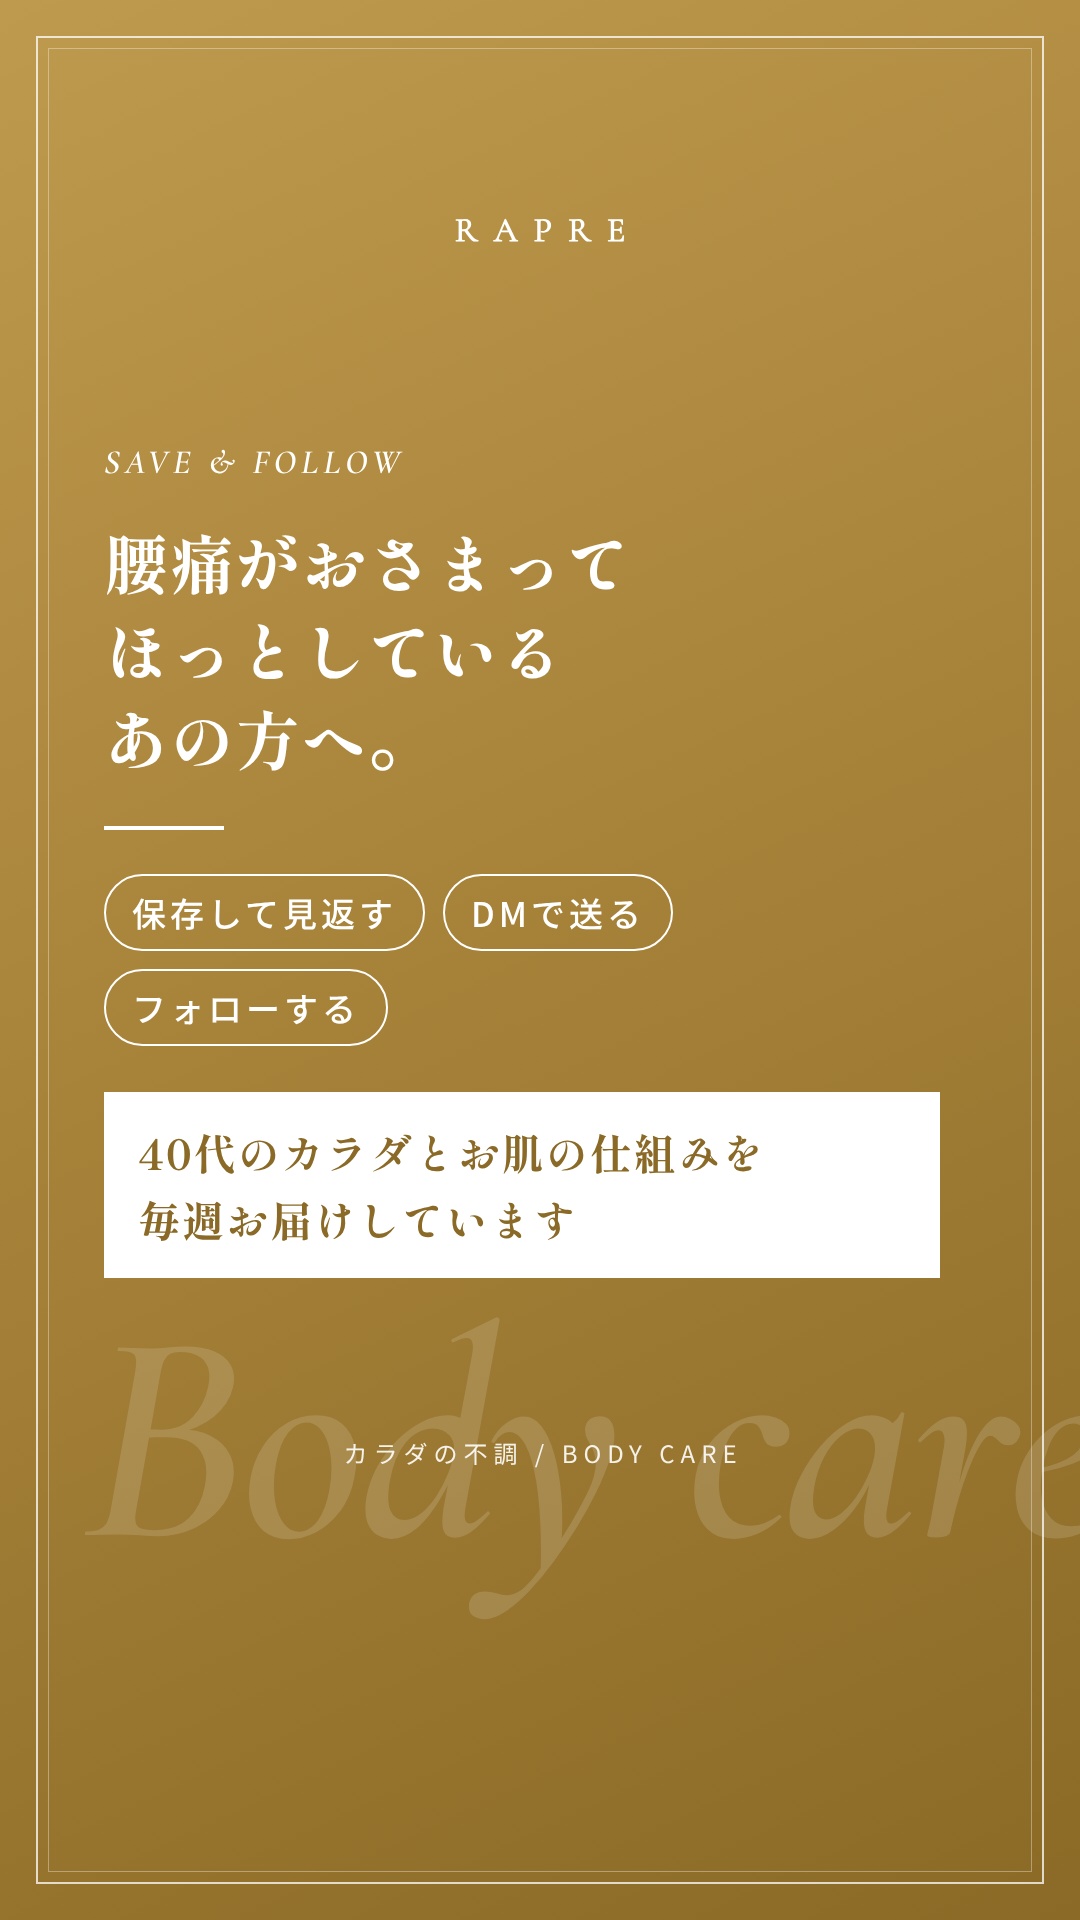 RAPRE
SAVE & FOLLOW
腰痛がおさまって
ほっとしている
あの方へ。
保存して見返す
DMで送る
フォローする
40代のカラダとお肌の仕組みを
毎週お届けしています
Body care
カラダの不調 / BODY CARE